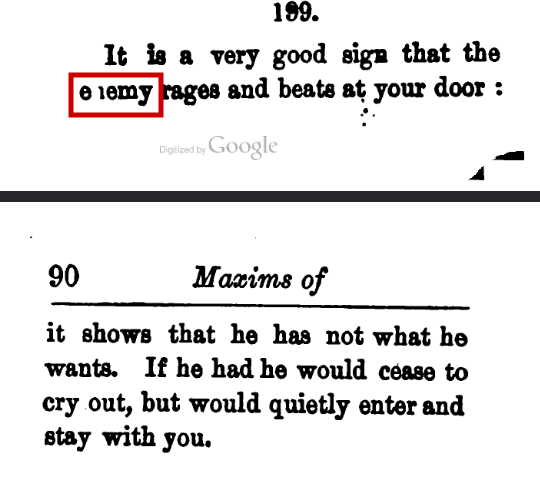 199.
It is a very good sign that the
enemy rages and beats at your door :
Digitized by Google
90 Maxims of
it shows that he has not what he
wants. If he had he would cease to
cry out, but would quietly enter and
stay with you.